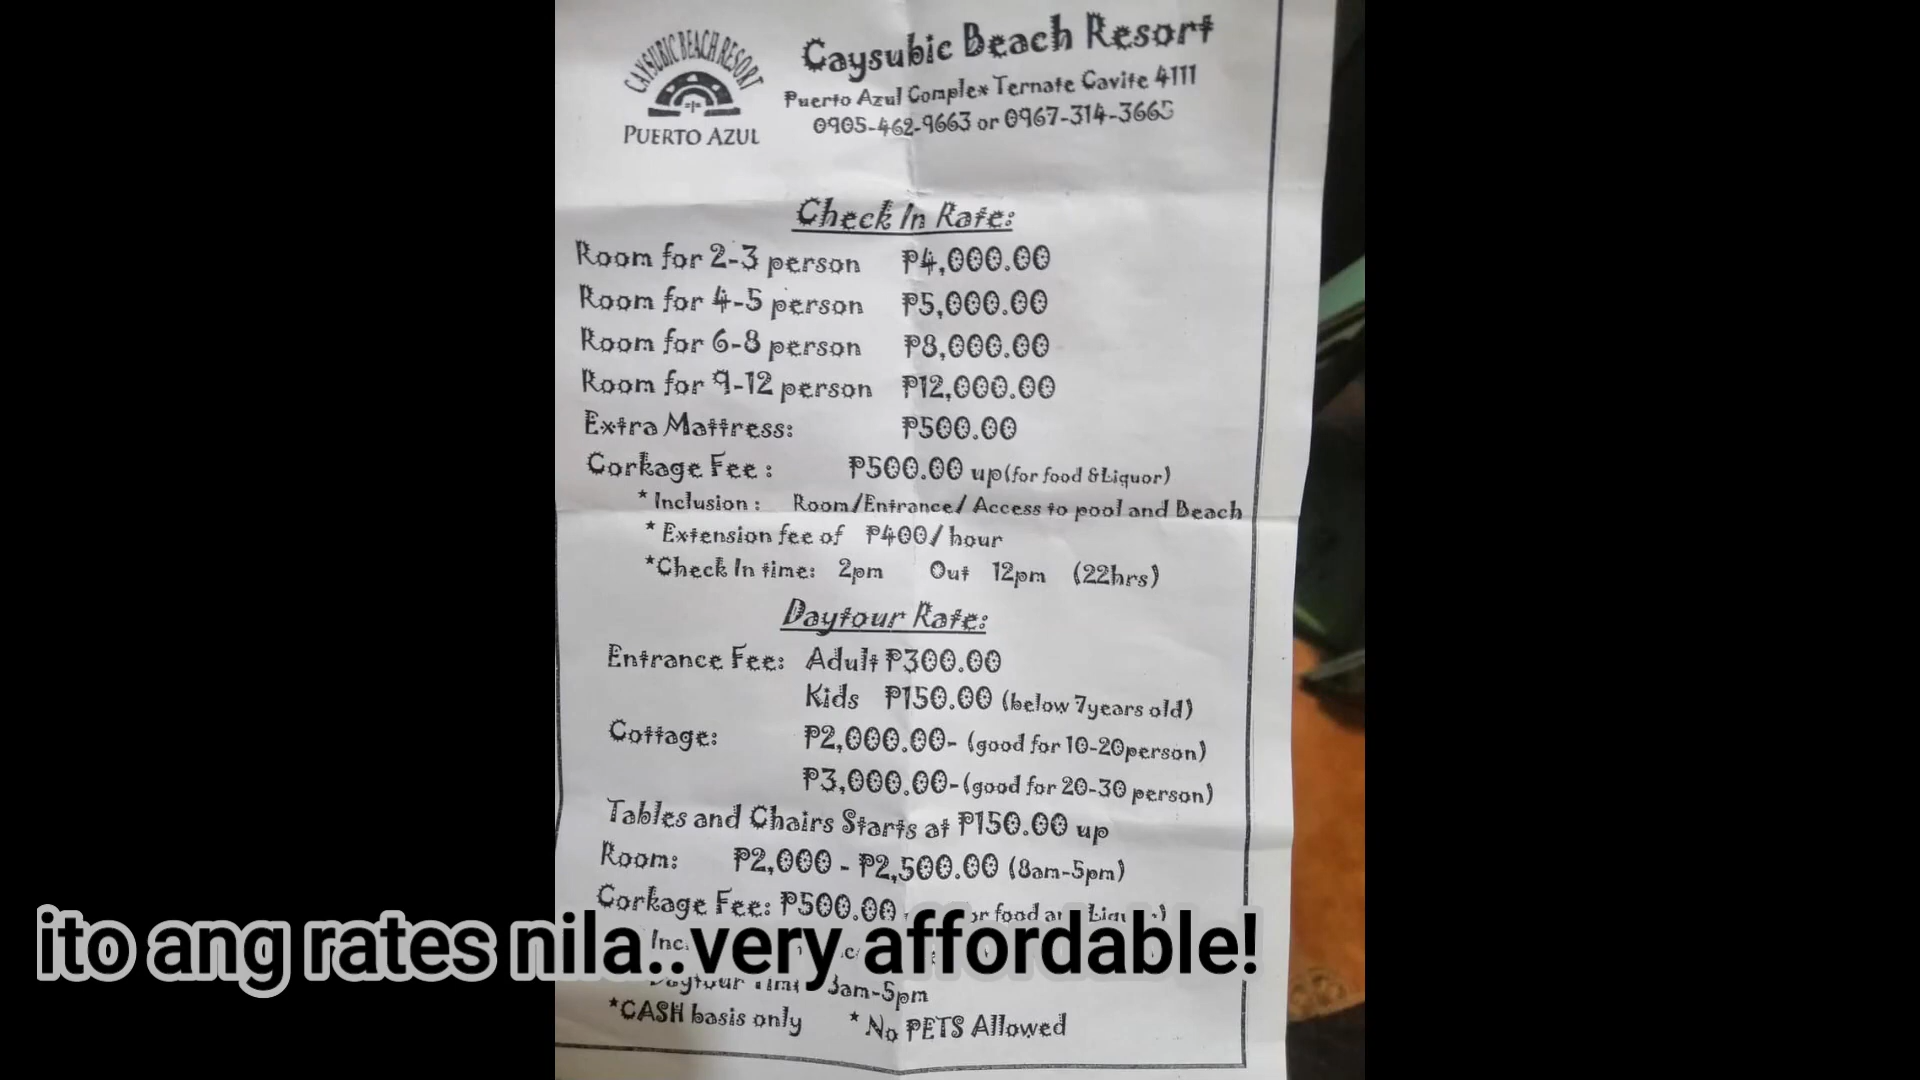 CAYSUBIC BEACH RESORT
PUERTO AZUL
Caysubic Beach Resort
Puerto Azul Complex Ternate Cavite 4111
0905-462-9663 or 0967-314-3665
Check In Rate:
Room for 2-3 person ₱4,000.00
Room for 4-5 person ₱5,000.00
Room for 6-8 person ₱8,000.00
Room for 9-12 person ₱12,000.00
Extra Mattress: ₱500.00
Corkage Fee : ₱500.00 up(for food &Liquor)
* Inclusion : Room/Entrance/ Access to pool and Beach
* Extension fee of ₱400/ hour
*Check In time: 2pm Out 12pm (22hrs)
Daytour Rate:
Entrance Fee: Adult ₱300.00
Kids ₱150.00 (below 7years old)
Cottage: ₱2,000.00- (good for 10-20person)
₱3,000.00-(good for 20-30 person)
Tables and Chairs Starts at ₱150.00 up
Room: ₱2,000 - ₱2,500.00 (8am-5pm)
Corkage Fee: ₱500.00 food
ito ang rates nila..very affordable!
Daytour 8am-5pm
*CASH basis only * No PETS Allowed